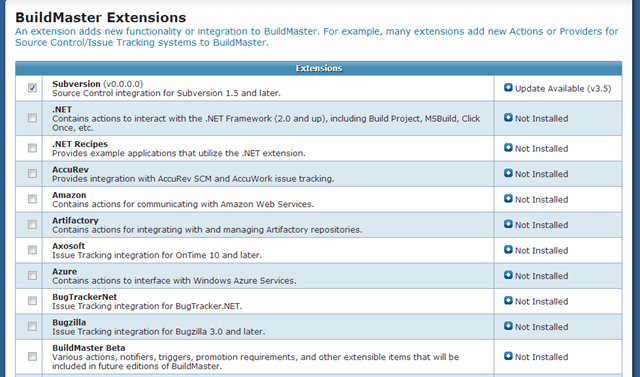 BuildMaster Extensions
An extension adds new functionality or integration to BuildMaster. For example, many extensions add new Actions or Providers for
Source Control/Issue Tracking systems to BuildMaster.
Extensions
Subversion (v0.0.0.0)
Source Control integration for Subversion 1.5 and later.
Update Available (v3.5)
.NET
Contains actions to interact with the .NET Framework (2.0 and up), including Build Project, MSBuild, Click
Once, etc.
Not Installed
.NET Recipes
Provides example applications that utilize the .NET extension.
Not Installed
AccuRev
Provides integration with AccuRev SCM and AccuWork issue tracking.
Not Installed
Amazon
Contains actions for communicating with Amazon Web Services.
Not Installed
Artifactory
Contains actions for integrating with and managing Artifactory repositories.
Not Installed
Axosoft
Issue Tracking integration for OnTime 10 and later.
Not Installed
Azure
Contains actions to interface with Windows Azure Services.
Not Installed
BugTrackerNet
Issue Tracking integration for BugTracker.NET.
Not Installed
Bugzilla
Issue Tracking integration for Bugzilla 3.0 and later.
Not Installed
BuildMaster Beta
Various actions, notifiers, triggers, promotion requirements, and other extensible items that will be
included in future editions of BuildMaster.
Not Installed